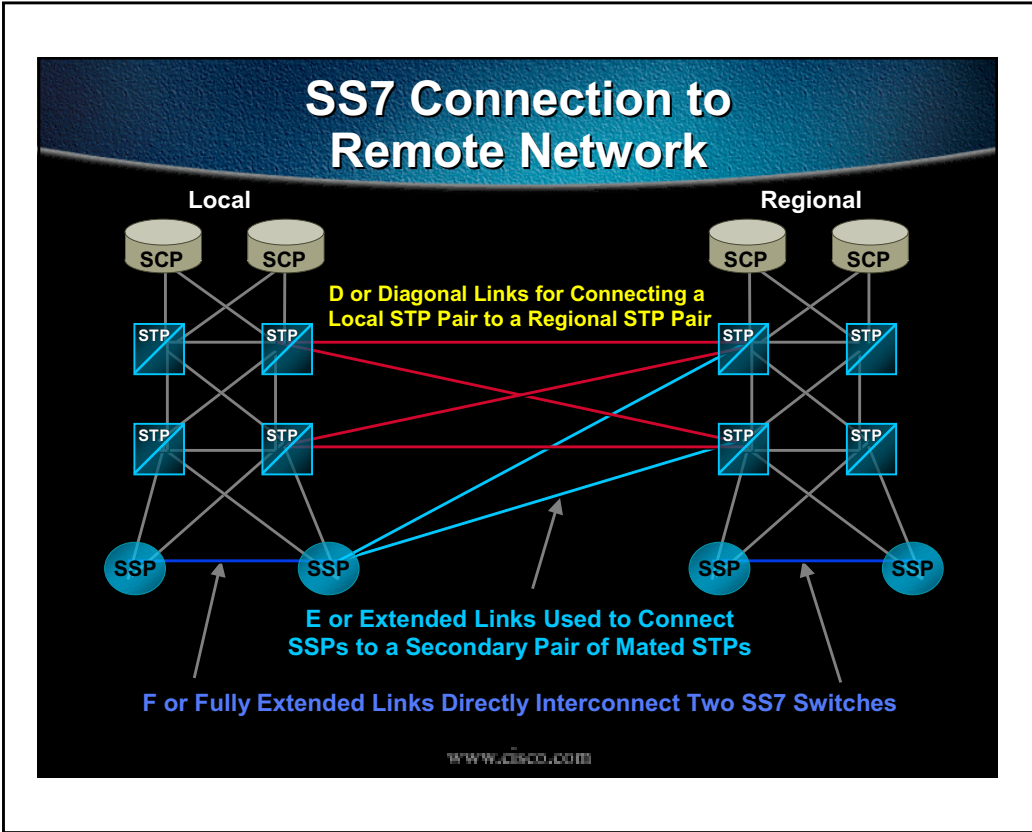 SS7 Connection to
Remote Network
Local
Regional
SCP
SCP
SCP
SCP
D or Diagonal Links for Connecting a
Local STP Pair to a Regional STP Pair
STP
STP
STP
STP
STP
STP
STP
STP
SSP
SSP
SSP
SSP
E or Extended Links Used to Connect
SSPs to a Secondary Pair of Mated STPs
F or Fully Extended Links Directly Interconnect Two SS7 Switches
www.cisco.com